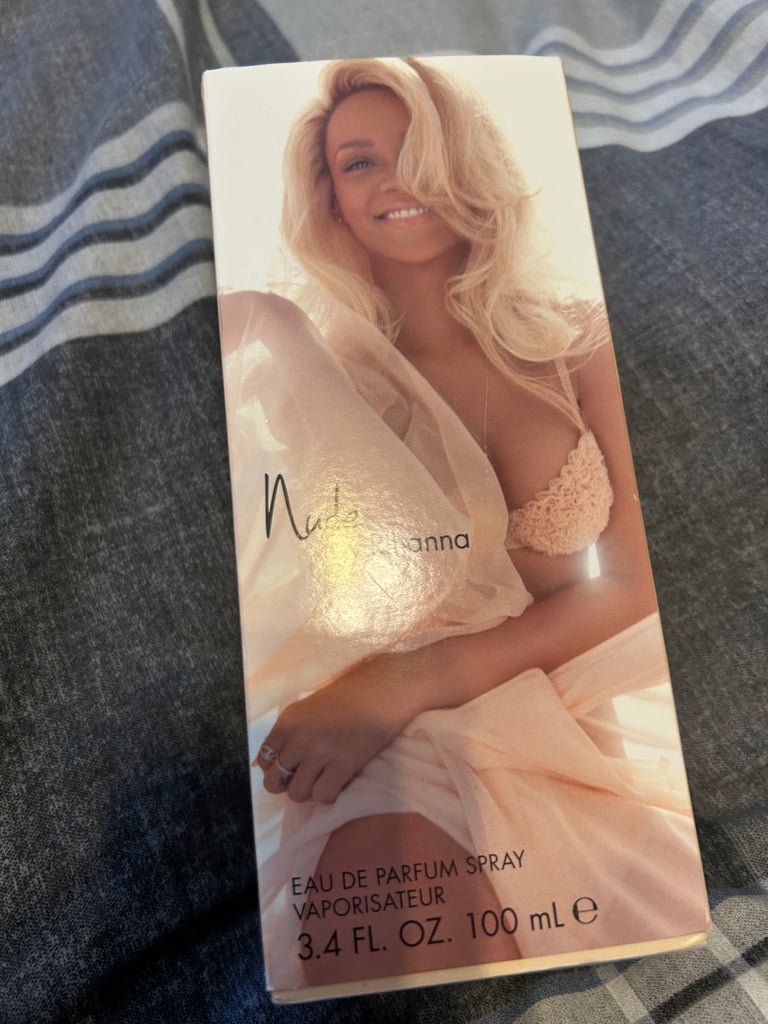 Nude
Rihanna
EAU DE PARFUM SPRAY
VAPORISATEUR
3.4 FL. OZ. 100 mL ℮